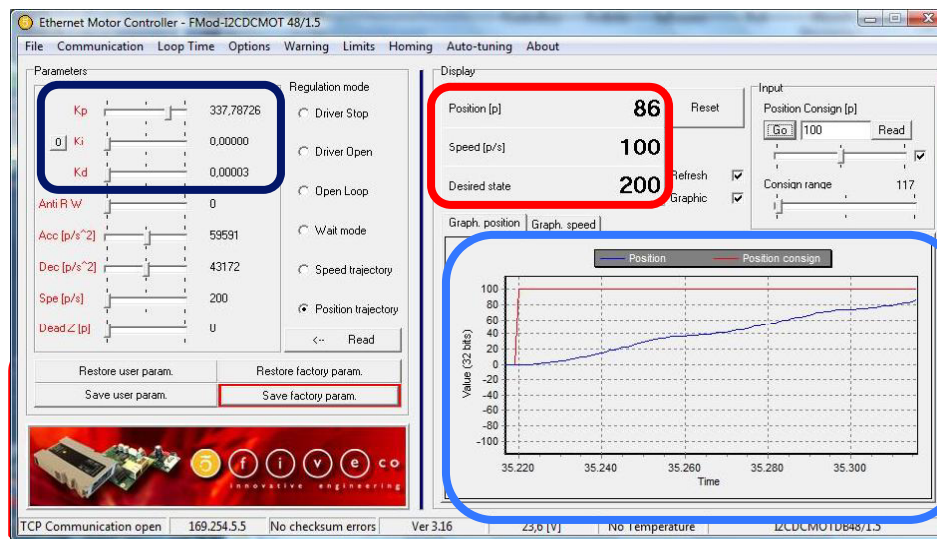 Ethernet Motor Controller - FMod-I2CDCMOT 48/1.5
File Communication Loop Time Options Warning Limits Homing Auto-tuning About
Parameters
Kp 337,78726
0 Ki 0,00000
Kd 0,00003
Anti R W 0
Acc [p/s^2] 59591
Dec [p/s^2] 43172
Spe [p/s] 200
Dead Z [p] 0
Regulation mode
Driver Stop
Driver Open
Open Loop
Wait mode
Speed trajectory
Position trajectory
<-- Read
Restore user param. Restore factory param.
Save user param. Save factory param.
five co
innovative engineering
Display
Position [p] 86
Speed [p/s] 100
Desired state 200
Reset
Refresh
Graphic
Input
Position Consign [p]
Go 100 Read
Consign range 117
Graph. position Graph. speed
Position Position consign
Value (32 bits)
100
80
60
40
20
0
-20
-40
-60
-80
-100
35.220 35.240 35.260 35.280 35.300
Time
TCP Communication open 169.254.5.5 No checksum errors Ver 3.16 23,6 [V] No Temperature I2CDCMOTDB48/1.5